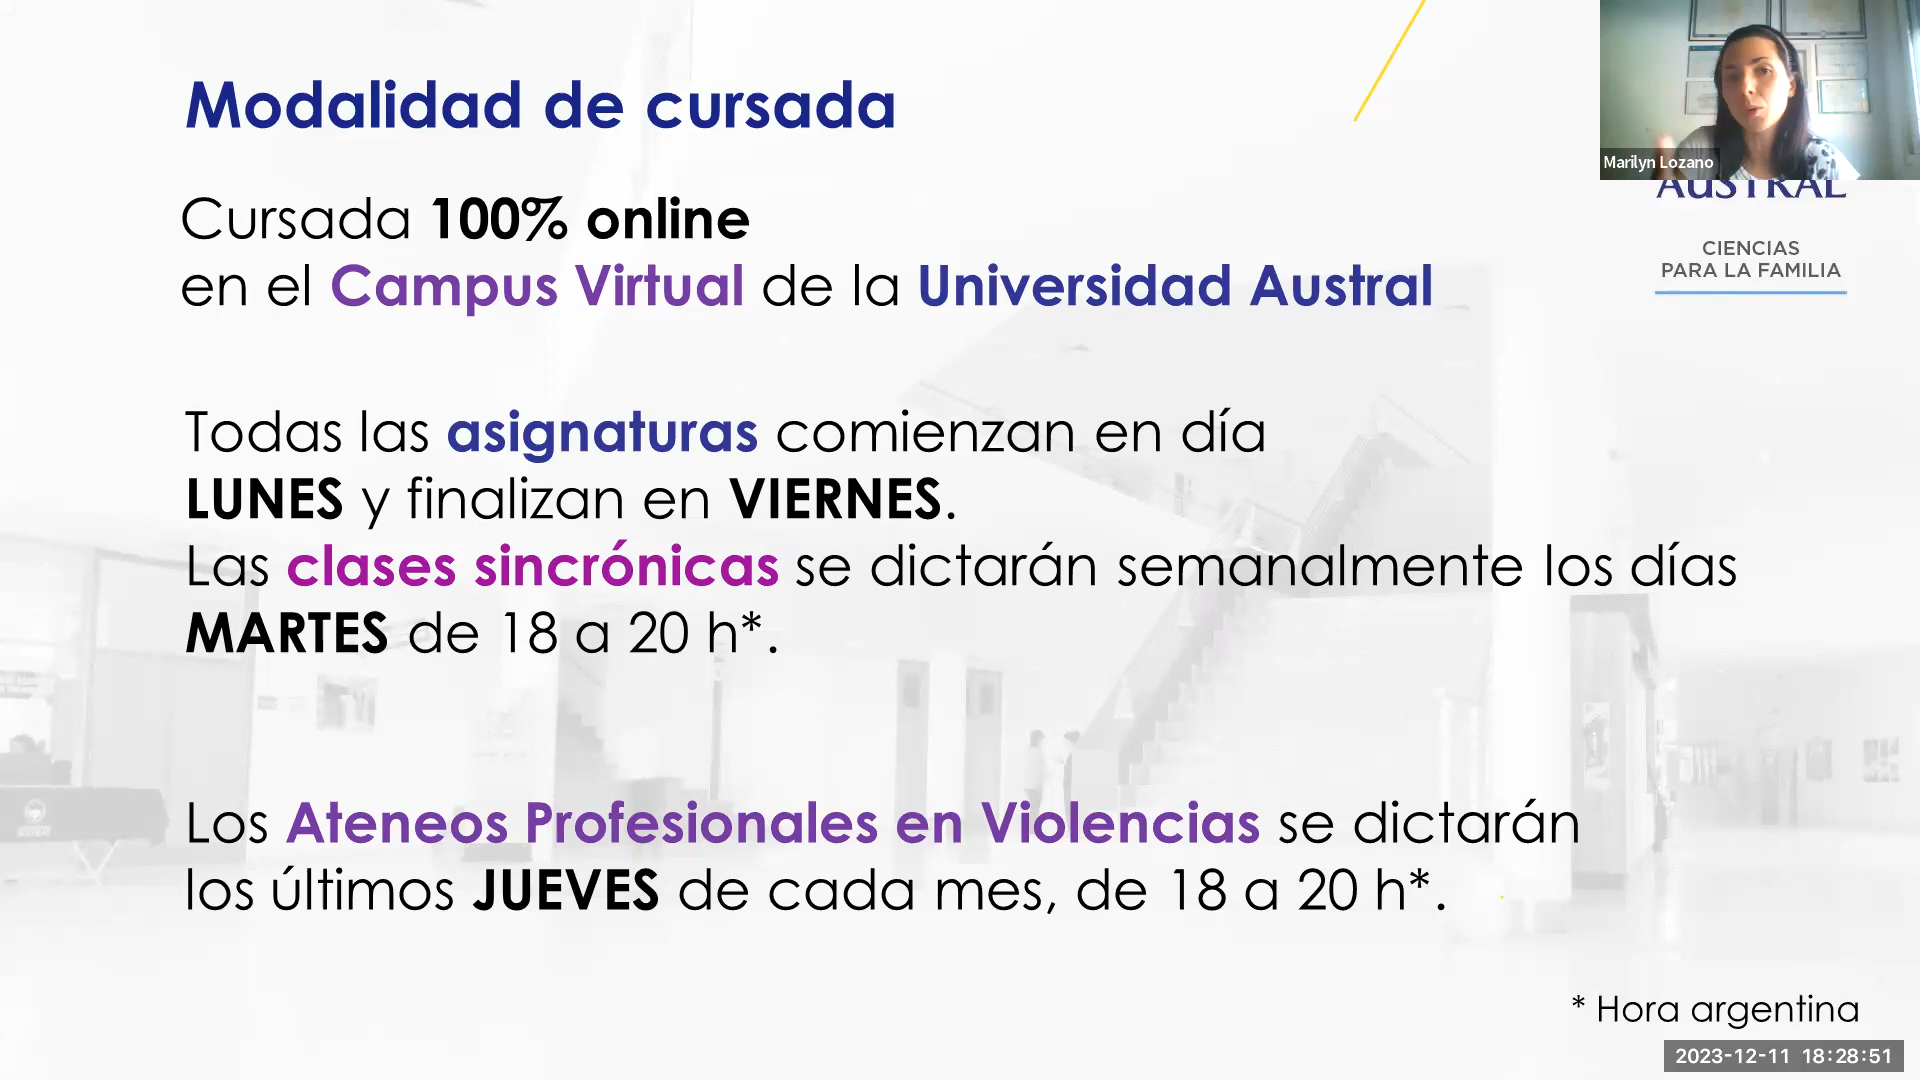 Modalidad de cursada
Cursada 100% online
en el Campus Virtual de la Universidad Austral
Todas las asignaturas comienzan en día
LUNES y finalizan en VIERNES.
Las clases sincrónicas se dictarán semanalmente los días
MARTES de 18 a 20 h*.
Los Ateneos Profesionales en Violencias se dictarán
los últimos JUEVES de cada mes, de 18 a 20 h*.
* Hora argentina
Marilyn Lozano
AUSTRAL
CIENCIAS
PARA LA FAMILIA
2023-12-11 18:28:51